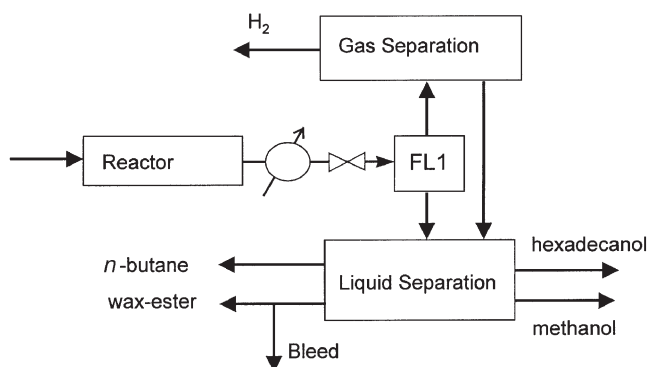 H2
Gas Separation
Reactor
FL1
hexadecanol
n-butane
Liquid Separation
wax-ester
methanol
Bleed